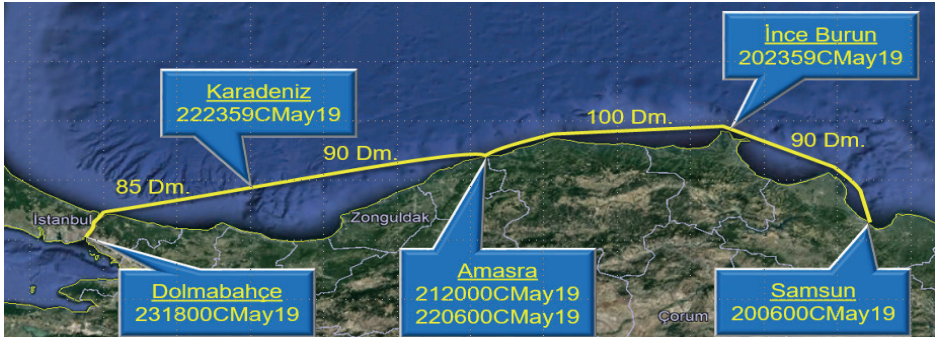 İnce Burun
202359CMay19
Karadeniz
222359CMay19
100 Dm.
90 Dm.
90 Dm.
85 Dm.
İstanbul
Zonguldak
Dolmabahçe
231800CMay19
Amasra
212000CMay19
220600CMay19
Çorum
Samsun
200600CMay19